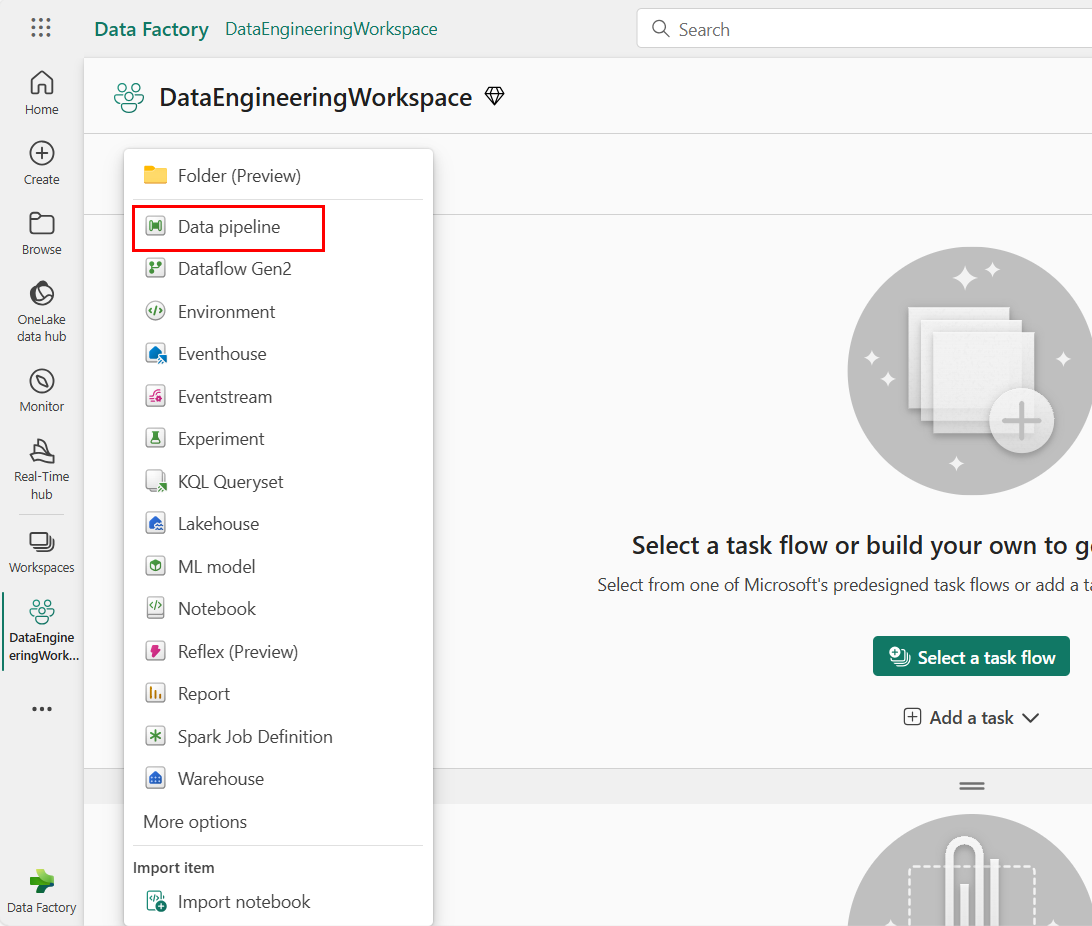 Data Factory DataEngineeringWorkspace
Search
Home
Create
Browse
OneLake
data hub
Monitor
Real-Time
hub
Workspaces
DataEngine
eringWork...
Data Factory
DataEngineeringWorkspace
Folder (Preview)
Data pipeline
Dataflow Gen2
Environment
Eventhouse
Eventstream
Experiment
KQL Queryset
Lakehouse
ML model
Notebook
Reflex (Preview)
Report
Spark Job Definition
Warehouse
More options
Import item
Import notebook
Select a task flow or build your own to g
Select from one of Microsoft's predesigned task flows or add a ta
Select a task flow
Add a task